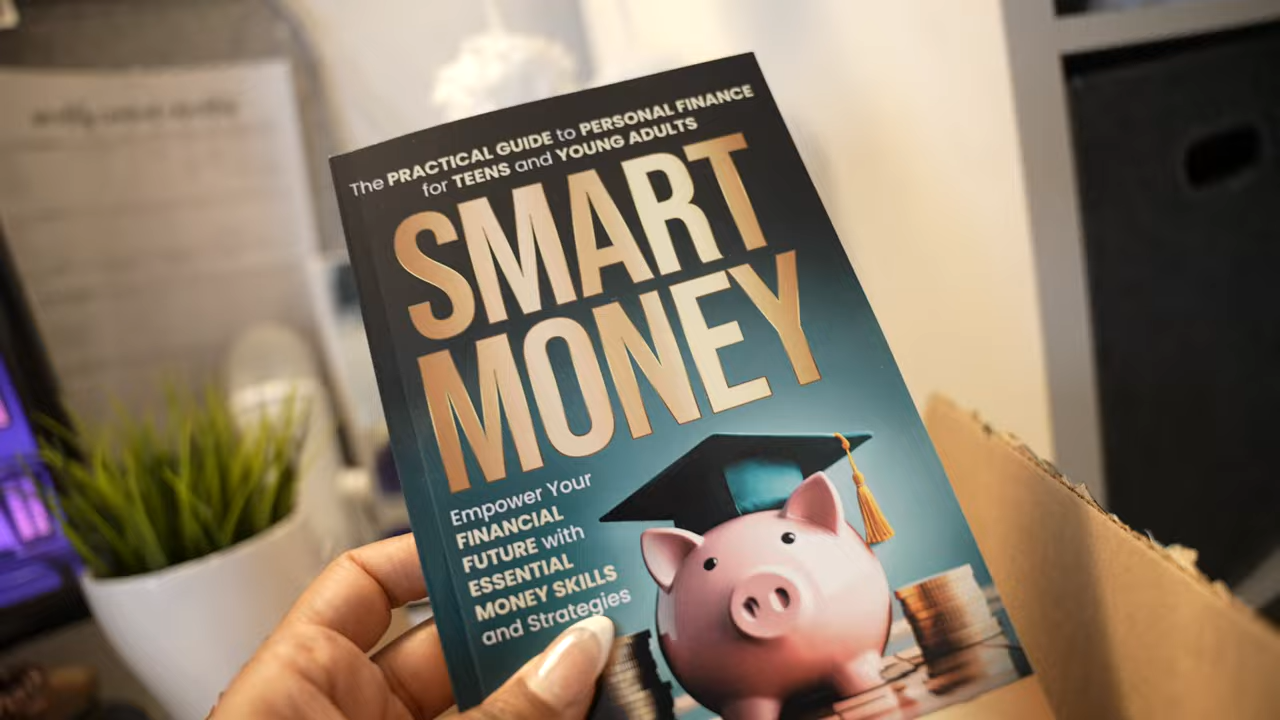 The PRACTICAL GUIDE to PERSONAL FINANCE
for TEENS and YOUNG ADULTS
SMART
MONEY
Empower Your
FINANCIAL
FUTURE with
ESSENTIAL
MONEY SKILLS
and Strategies